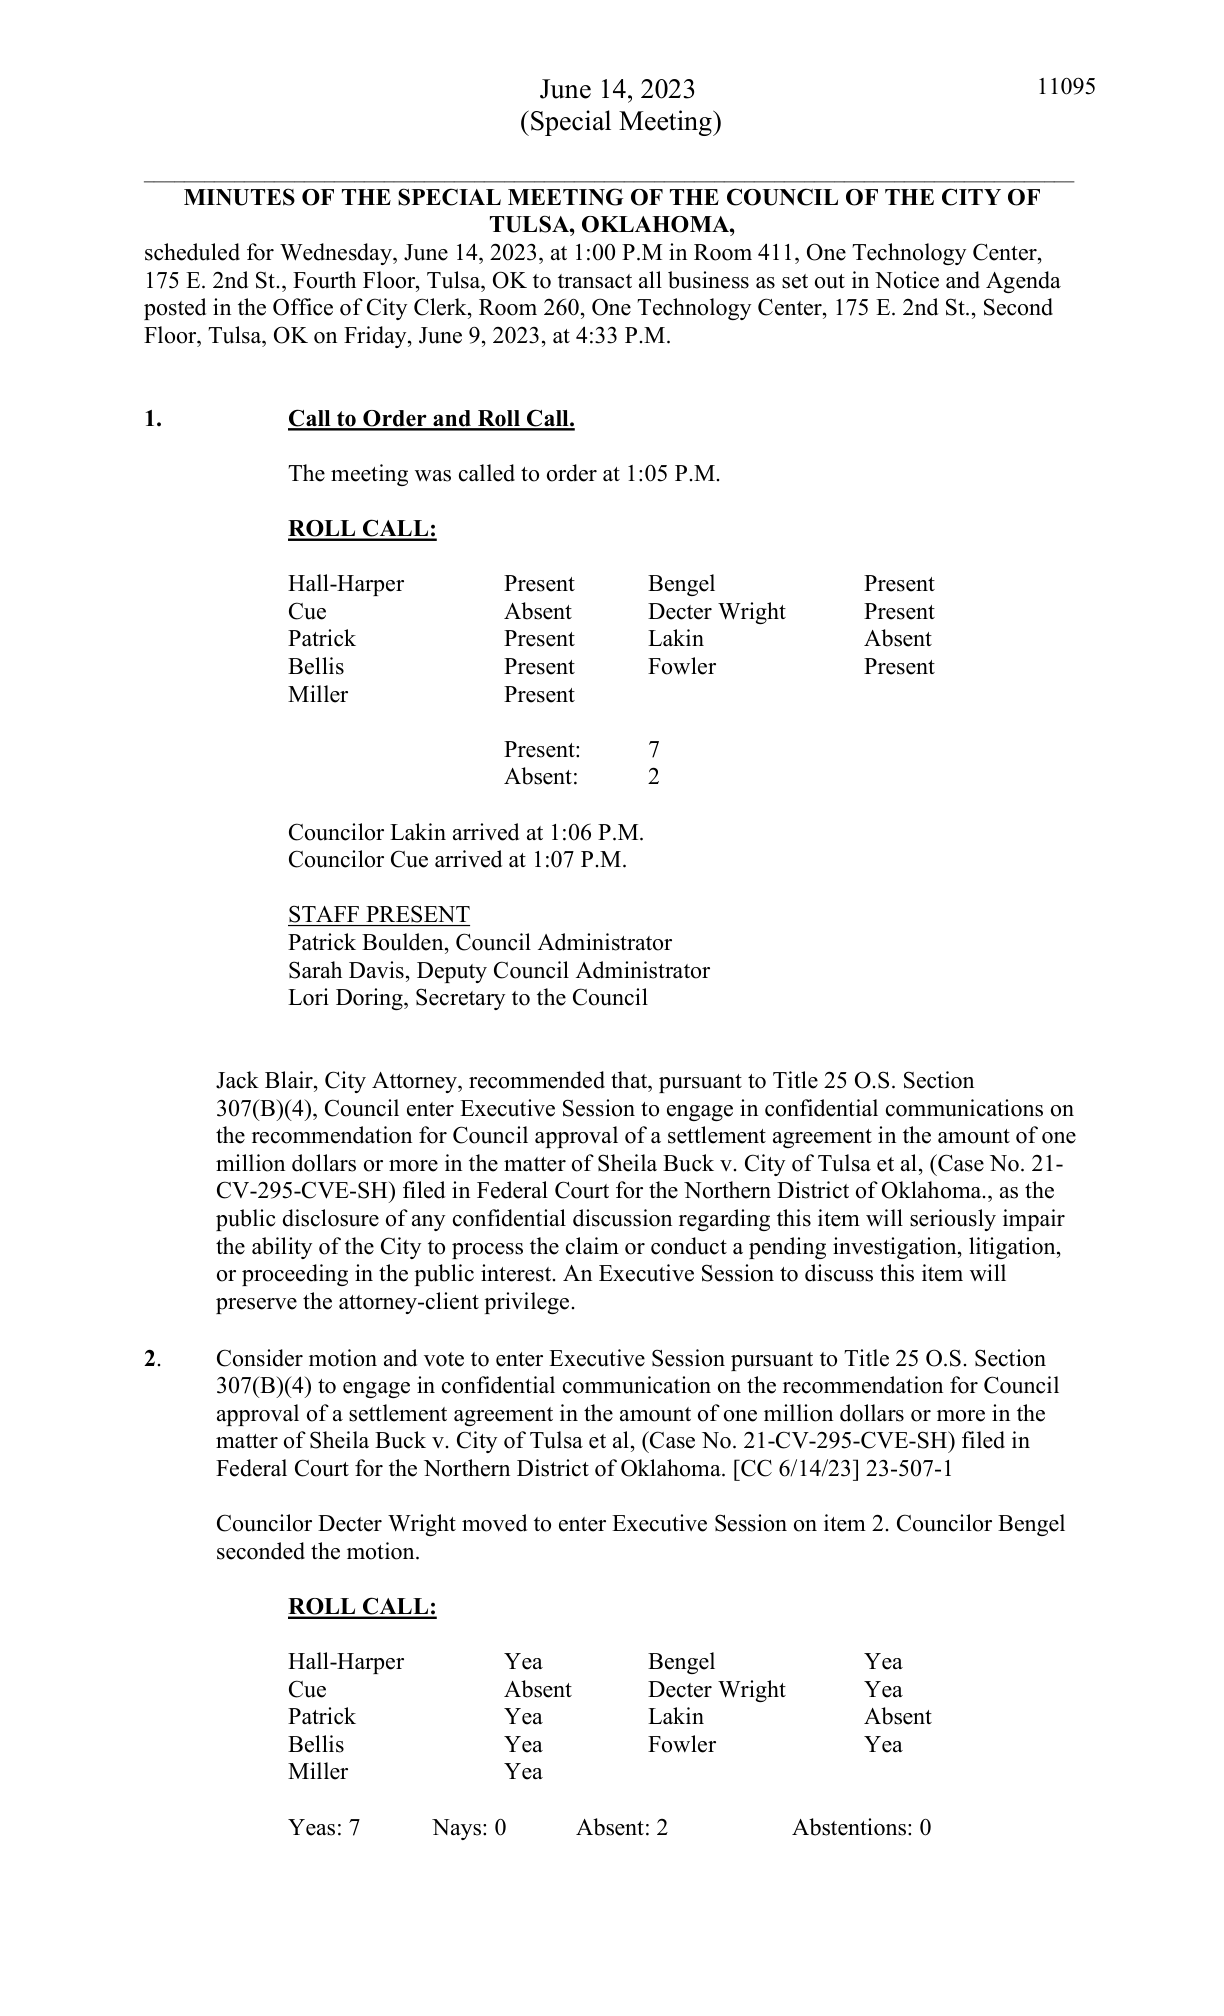 June 14, 2023
11095
(Special Meeting)
MINUTES OF THE SPECIAL MEETING OF THE COUNCIL OF THE CITY OF
TULSA, OKLAHOMA,
scheduled for Wednesday, June 14, 2023, at 1:00 P.M in Room 411, One Technology Center,
175 E. 2nd St., Fourth Floor, Tulsa, OK to transact all business as set out in Notice and Agenda
posted in the Office of City Clerk, Room 260, One Technology Center, 175 E. 2nd St., Second
Floor, Tulsa, OK on Friday, June 9, 2023, at 4:33 P.M.
1. Call to Order and Roll Call.
The meeting was called to order at 1:05 P.M.
ROLL CALL:
Hall-Harper Present Bengel Present
Cue Absent Decter Wright Present
Patrick Present Lakin Absent
Bellis Present Fowler Present
Miller Present
Present: 7
Absent: 2
Councilor Lakin arrived at 1:06 P.M.
Councilor Cue arrived at 1:07 P.M.
STAFF PRESENT
Patrick Boulden, Council Administrator
Sarah Davis, Deputy Council Administrator
Lori Doring, Secretary to the Council
Jack Blair, City Attorney, recommended that, pursuant to Title 25 O.S. Section
307(B)(4), Council enter Executive Session to engage in confidential communications on
the recommendation for Council approval of a settlement agreement in the amount of one
million dollars or more in the matter of Sheila Buck v. City of Tulsa et al, (Case No. 21-
CV-295-CVE-SH) filed in Federal Court for the Northern District of Oklahoma., as the
public disclosure of any confidential discussion regarding this item will seriously impair
the ability of the City to process the claim or conduct a pending investigation, litigation,
or proceeding in the public interest. An Executive Session to discuss this item will
preserve the attorney-client privilege.
2. Consider motion and vote to enter Executive Session pursuant to Title 25 O.S. Section
307(B)(4) to engage in confidential communication on the recommendation for Council
approval of a settlement agreement in the amount of one million dollars or more in the
matter of Sheila Buck v. City of Tulsa et al, (Case No. 21-CV-295-CVE-SH) filed in
Federal Court for the Northern District of Oklahoma. [CC 6/14/23] 23-507-1
Councilor Decter Wright moved to enter Executive Session on item 2. Councilor Bengel
seconded the motion.
ROLL CALL:
Hall-Harper Yea Bengel Yea
Cue Absent Decter Wright Yea
Patrick Yea Lakin Absent
Bellis Yea Fowler Yea
Miller Yea
Yeas: 7 Nays: 0 Absent: 2 Abstentions: 0